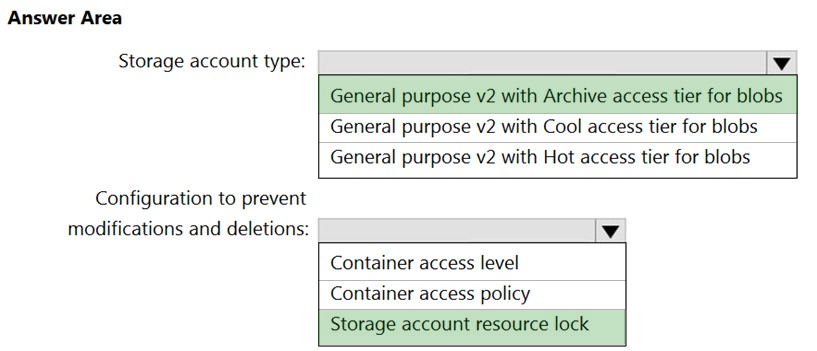 Answer Area
Storage account type:
General purpose v2 with Archive access tier for blobs
General purpose v2 with Cool access tier for blobs
General purpose v2 with Hot access tier for blobs
Configuration to prevent
modifications and deletions:
Container access level
Container access policy
Storage account resource lock